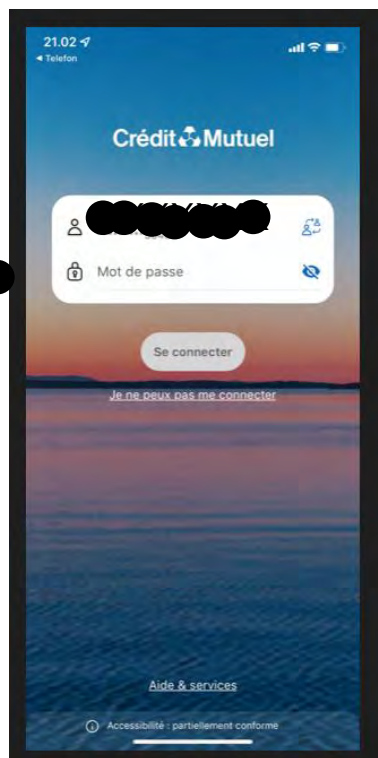 21.02
◀ Telefon
Crédit Mutuel
Mot de passe
Se connecter
Je ne peux pas me connecter
Aide & services
Accessibilité : partiellement conforme